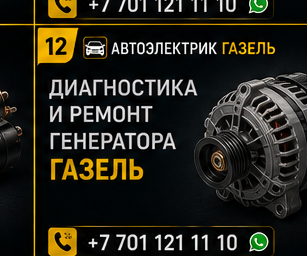 +7 701 121 11 10
12 АВТОЭЛЕКТРИК ГАЗЕЛЬ
ДИАГНОСТИКА
И РЕМОНТ
ГЕНЕРАТОРА
ГАЗЕЛЬ
+7 701 121 11 10